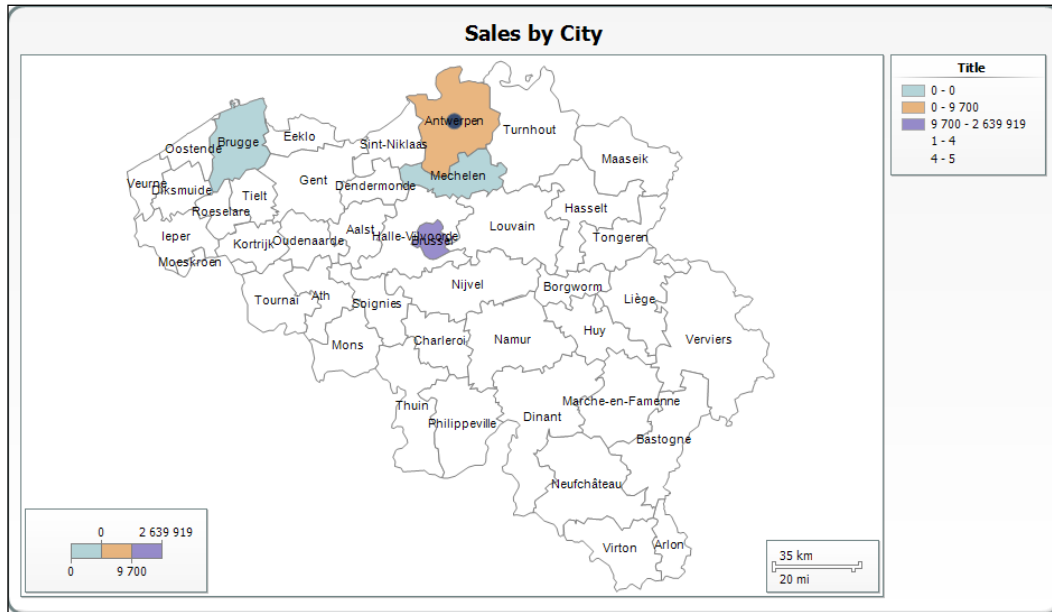 Sales by City
Title
0 - 0
0 - 9 700
9 700 - 2 639 919
1 - 4
4 - 5
Antwerpen
Turnhout
Brugge
Eeklo
Sint-Niklaas
Oostende
Maaseik
Mechelen
Gent
Dendermonde
Veurne
Diksmuide
Tielt
Roeselare
Hasselt
Aalst
Louvain
Ieper
Kortrijk
Oudenaarde
Halle-Vilvoorde
Brussel
Tongeren
Moeskroen
Nijvel
Borgworm
Tournai
Ath
Soignies
Liège
Mons
Charleroi
Namur
Huy
Verviers
Thuin
Philippeville
Dinant
Marche-en-Famenne
Bastogne
Neufchâteau
Virton
Arlon
0 2 639 919
0 9 700
35 km
20 mi